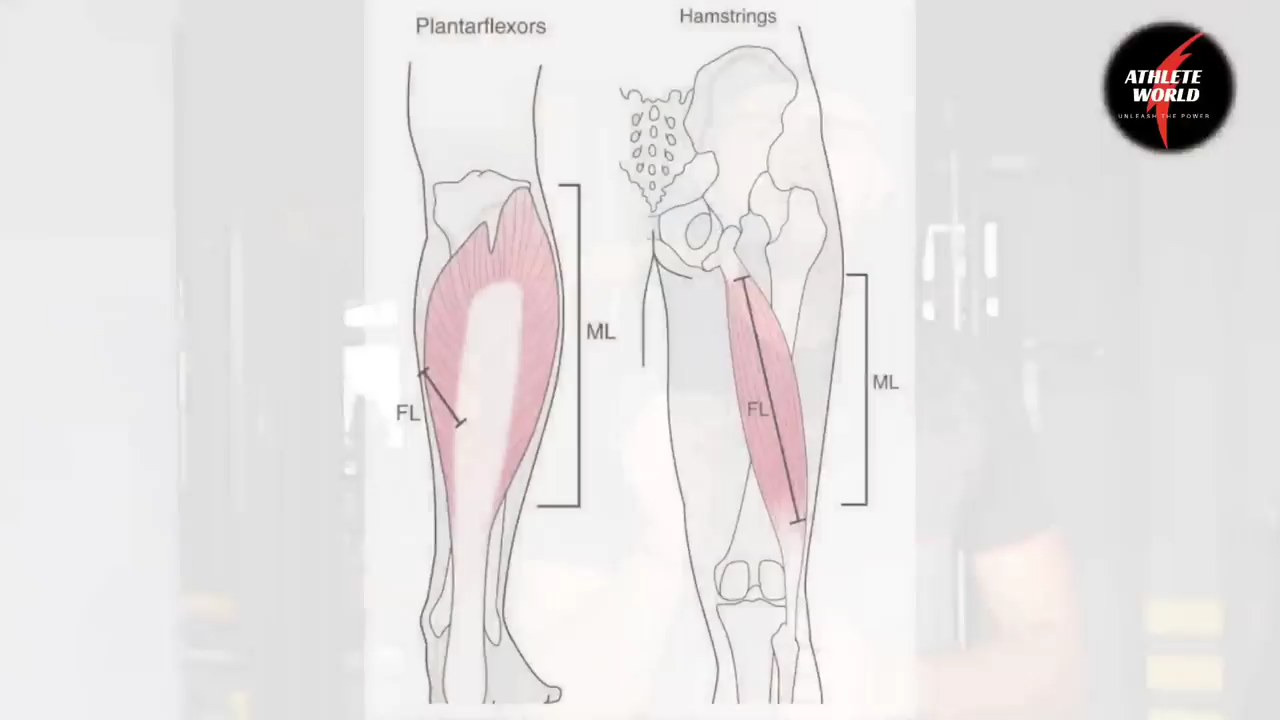 Plantarflexors
Hamstrings
ATHLETE
WORLD
UNLEASH THE POWER
ML
ML
FL
FL